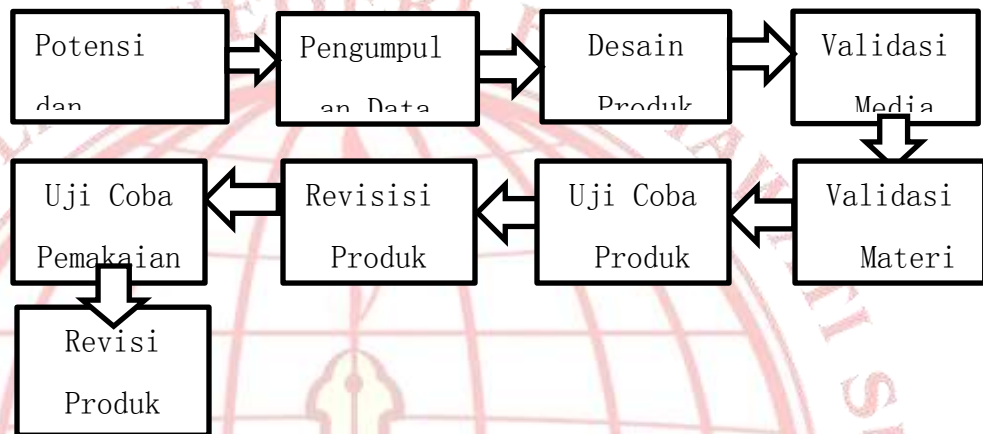 Potensi
dan
Pengumpul
an Data
Desain
Produk
Validasi
Media
Validasi
Materi
Uji Coba
Produk
Revisisi
Produk
Uji Coba
Pemakaian
Revisi
Produk